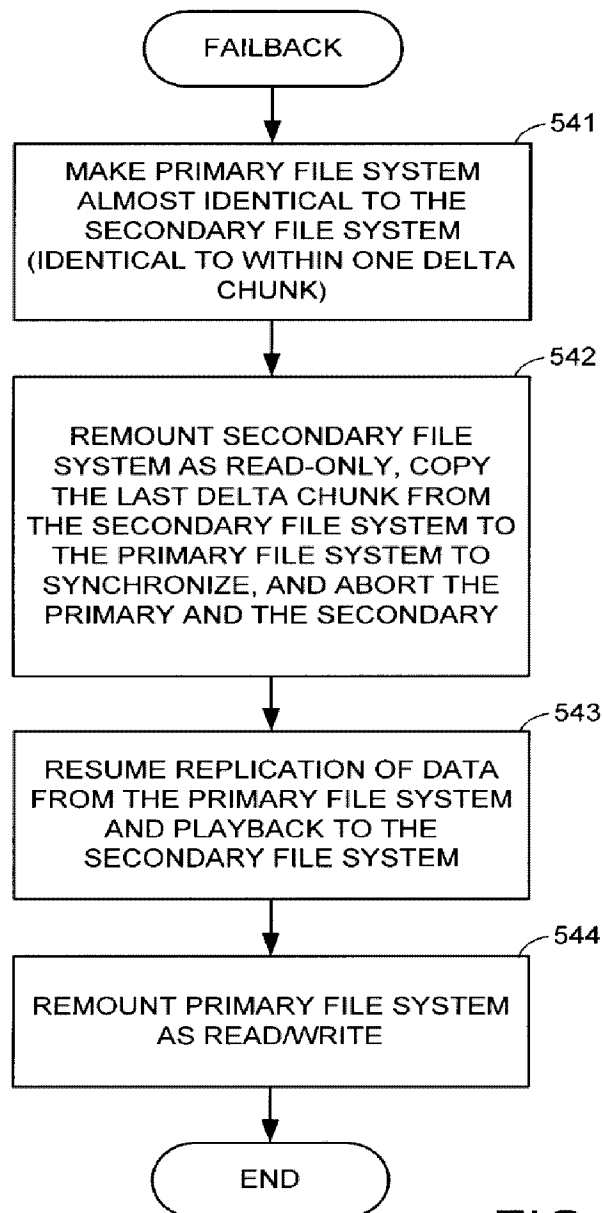 FAILBACK
541
MAKE PRIMARY FILE SYSTEM
ALMOST IDENTICAL TO THE
SECONDARY FILE SYSTEM
(IDENTICAL TO WITHIN ONE DELTA
CHUNK)
542
REMOUNT SECONDARY FILE
SYSTEM AS READ-ONLY, COPY
THE LAST DELTA CHUNK FROM
THE SECONDARY FILE SYSTEM TO
THE PRIMARY FILE SYSTEM TO
SYNCHRONIZE, AND ABORT THE
PRIMARY AND THE SECONDARY
543
RESUME REPLICATION OF DATA
FROM THE PRIMARY FILE SYSTEM
AND PLAYBACK TO THE
SECONDARY FILE SYSTEM
544
REMOUNT PRIMARY FILE SYSTEM
AS READ/WRITE
END